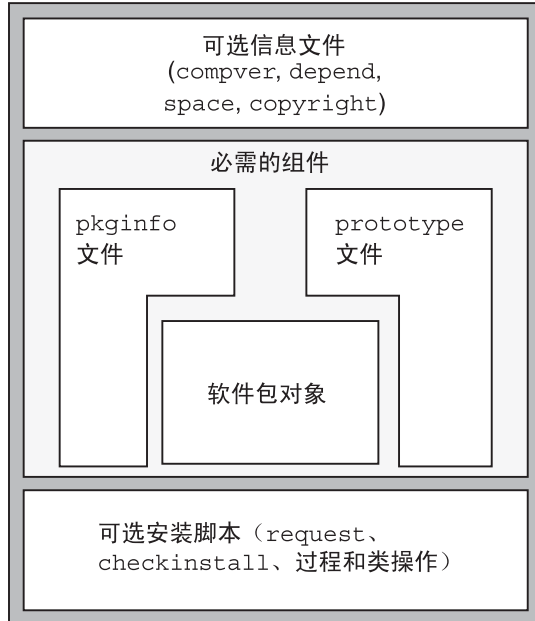 可选信息文件
(compver, depend,
space, copyright)
必需的组件
pkginfo
文件
prototype
文件
软件包对象
可选安装脚本（request、
checkinstall、过程和类操作）